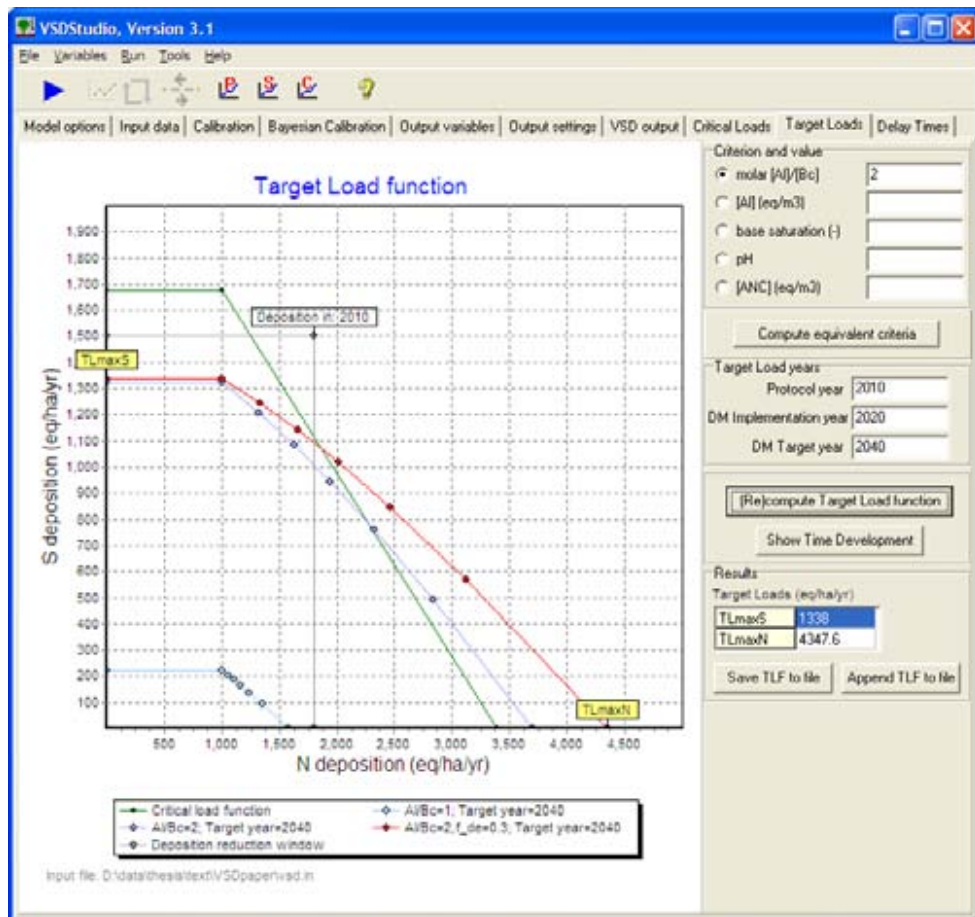 VSDStudio, Version 3.1
File Variables Run Tools Help
B S C
Model options Input data Calibration Bayesian Calibration Output variables Output settings VSD output Critical Loads Target Loads Delay Times
Target Load function
1,900
1,800
1,700
1,600
1,500
1,300
1,200
1,100
1,000
900
800
700
600
500
400
300
200
100
S deposition (eq/ha/yr)
TLmaxS
Deposition in: 2010
TLmaxN
500 1,000 1,500 2,000 2,500 3,000 3,500 4,000 4,500
N deposition (eq/ha/yr)
Critical load function
Al/Bc=1; Target year=2040
Al/Bc=2; Target year=2040
Al/Bc=2,f_de=0.3; Target year=2040
Deposition reduction window
Input file: D:\data\thesis\text\VSDpaper\vsd.in
Criterion and value
molar [Al]/[Bc] 2
[Al] (eq/m3)
base saturation (-)
pH
[ANC] (eq/m3)
Compute equivalent criteria
Target Load years
Protocol year 2010
DM Implementation year 2020
DM Target year 2040
(Re)compute Target Load function
Show Time Development
Results
Target Loads (eq/ha/yr)
TLmaxS 1338
TLmaxN 4347.6
Save TLF to file Append TLF to file